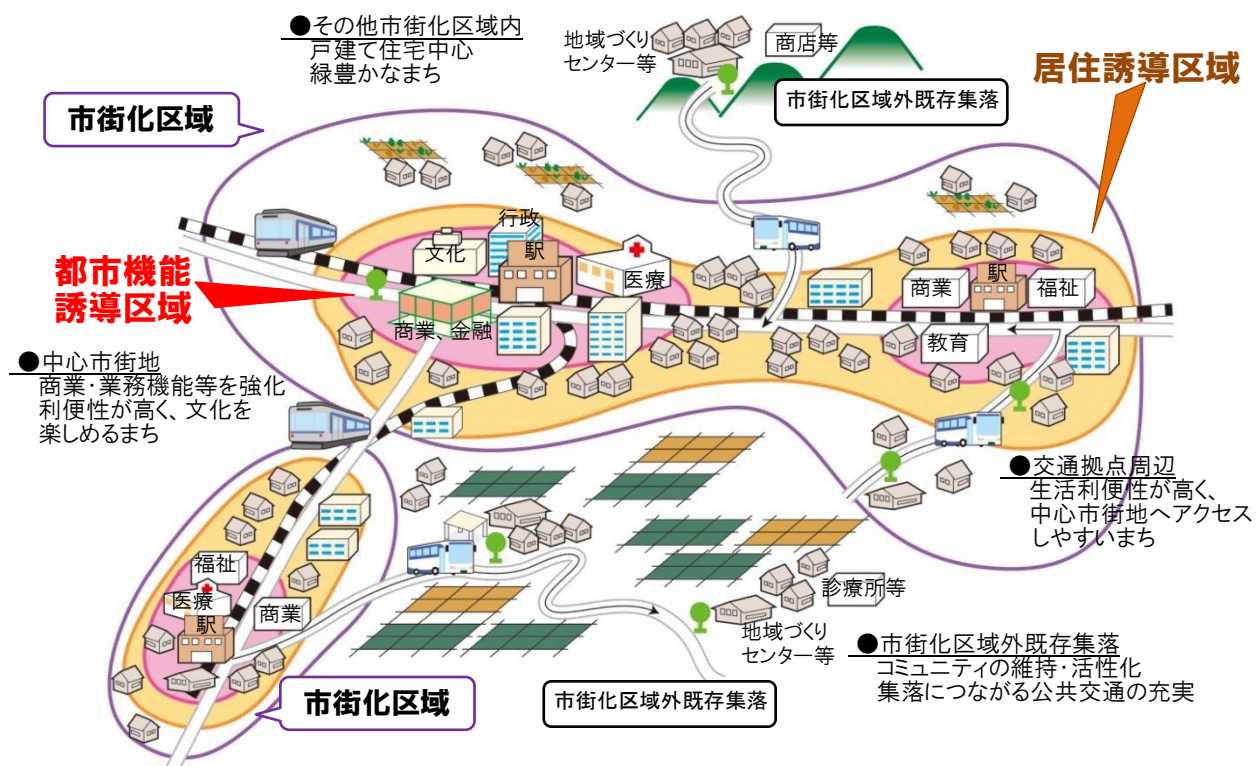 ●その他市街化区域内
戸建て住宅中心
緑豊かなまち
地域づくり
センター等
商店等
市街化区域外既存集落
居住誘導区域
市街化区域
行政
文化
駅
医療
商業、金融
都市機能
誘導区域
駅
商業
福祉
教育
●中心市街地
商業・業務機能等を強化
利便性が高く、文化を
楽しめるまち
●交通拠点周辺
生活利便性が高く、
中心市街地へアクセス
しやすいまち
福祉
医療
駅
商業
診療所等
地域づくり
センター等
●市街化区域外既存集落
コミュニティの維持・活性化
集落につながる公共交通の充実
市街化区域
市街化区域外既存集落